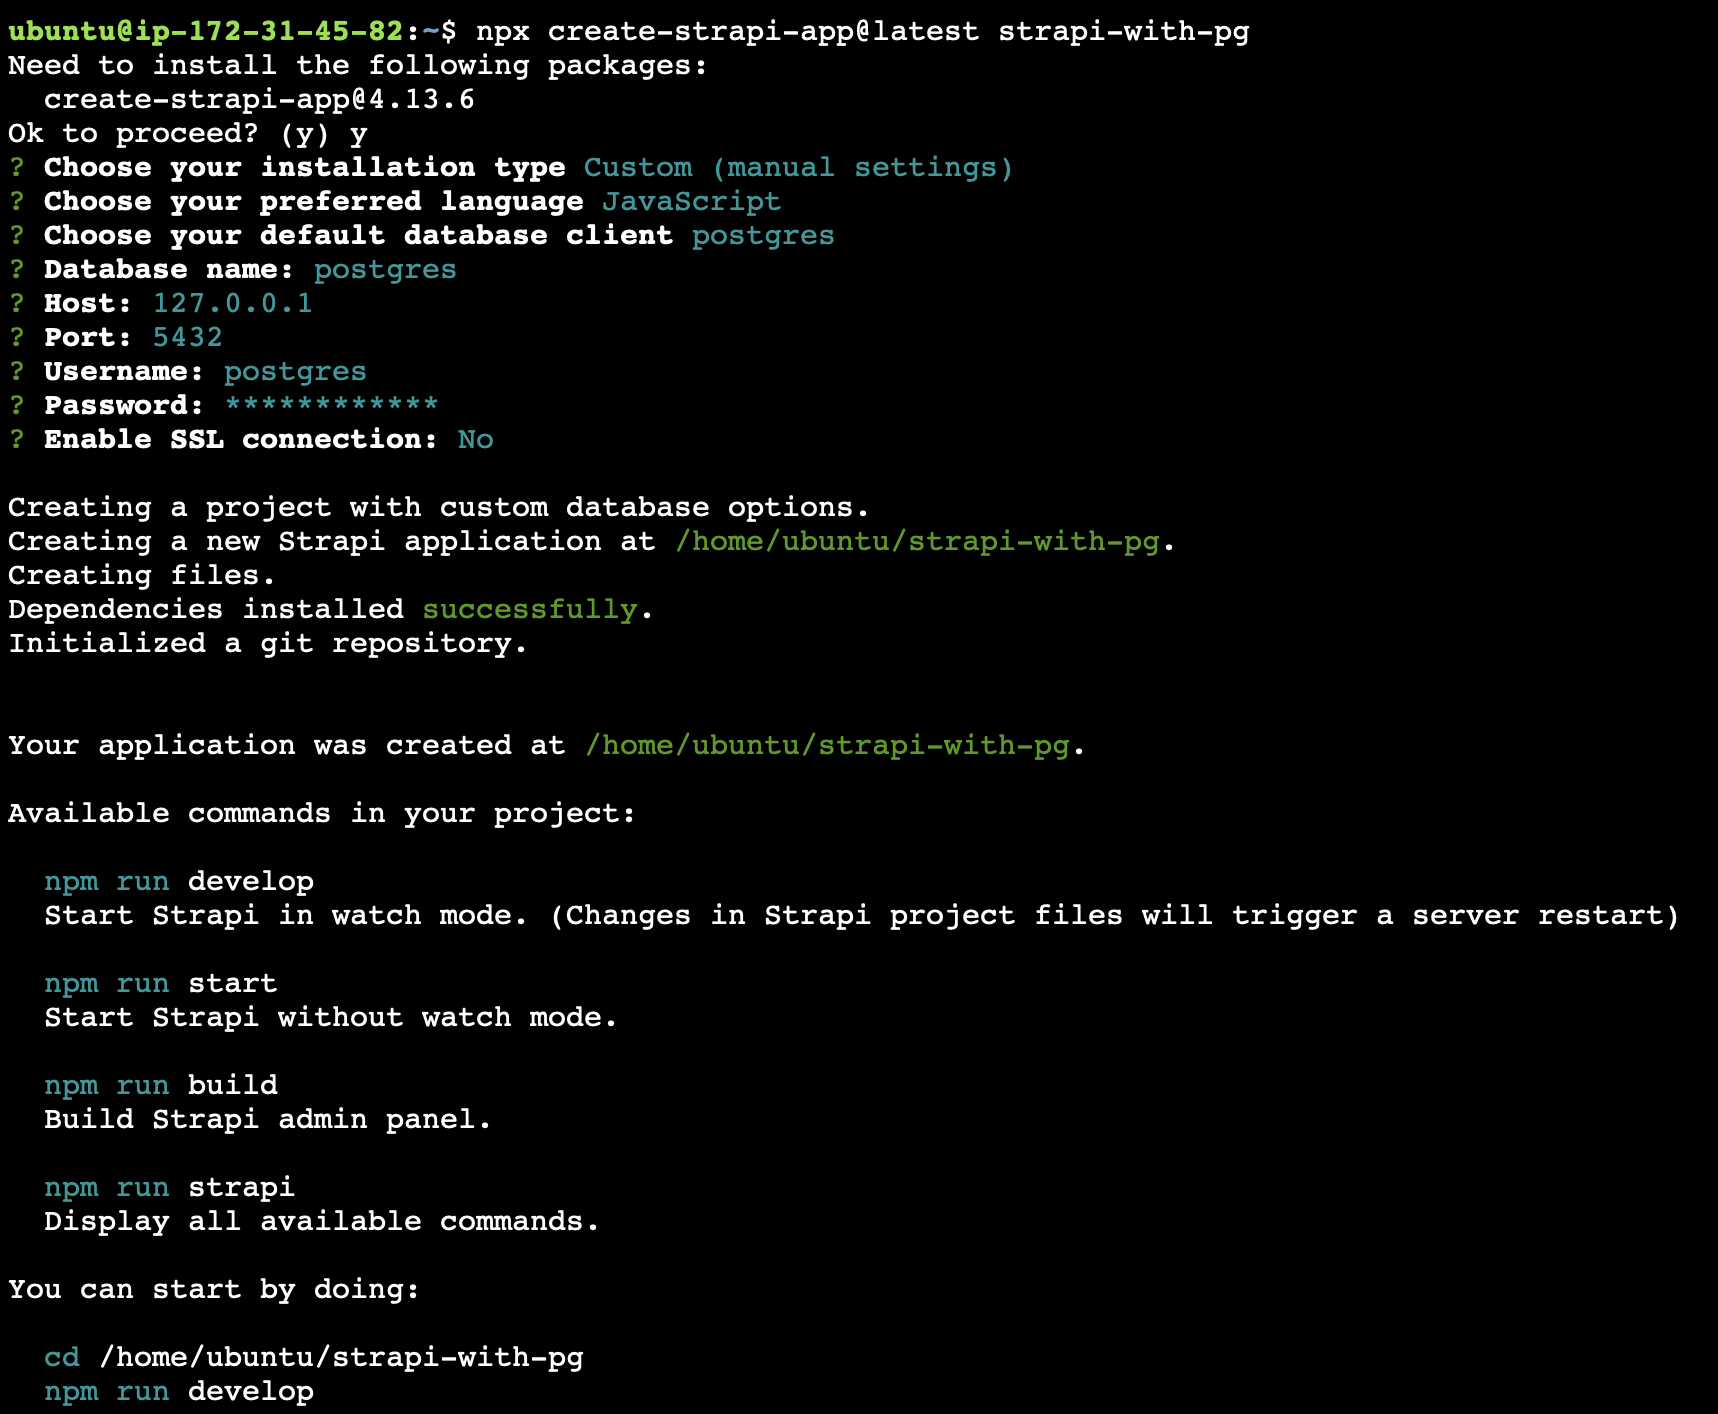 ubuntu@ip-172-31-45-82:~$ npx create-strapi-app@latest strapi-with-pg
Need to install the following packages:
  create-strapi-app@4.13.6
Ok to proceed? (y) y
? Choose your installation type Custom (manual settings)
? Choose your preferred language JavaScript
? Choose your default database client postgres
? Database name: postgres
? Host: 127.0.0.1
? Port: 5432
? Username: postgres
? Password: ************
? Enable SSL connection: No

Creating a project with custom database options.
Creating a new Strapi application at /home/ubuntu/strapi-with-pg.
Creating files.
Dependencies installed successfully.
Initialized a git repository.

Your application was created at /home/ubuntu/strapi-with-pg.

Available commands in your project:

  npm run develop
  Start Strapi in watch mode. (Changes in Strapi project files will trigger a server restart)

  npm run start
  Start Strapi without watch mode.

  npm run build
  Build Strapi admin panel.

  npm run strapi
  Display all available commands.

You can start by doing:

  cd /home/ubuntu/strapi-with-pg
  npm run develop